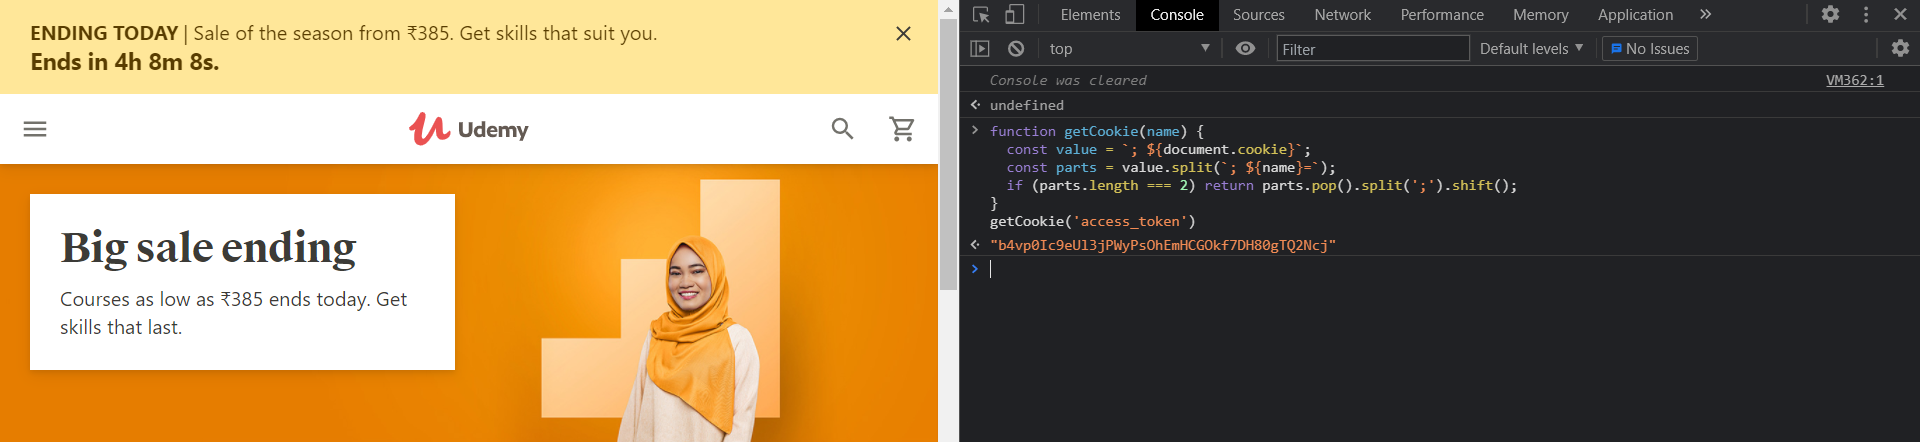 ENDING TODAY | Sale of the season from ₹385. Get skills that suit you.
Ends in 4h 8m 8s.
Udemy
Big sale ending
Courses as low as ₹385 ends today. Get
skills that last.
Elements Console Sources Network Performance Memory Application
top Filter Default levels No Issues
Console was cleared VM362:1
undefined
function getCookie(name) {
  const value = `; ${document.cookie}`;
  const parts = value.split(`; ${name}=`);
  if (parts.length === 2) return parts.pop().split(';').shift();
}
getCookie('access_token')
"b4vp0Ic9eUl3jPWyPsOhEmHCGOkf7DH80gTQ2Ncj"